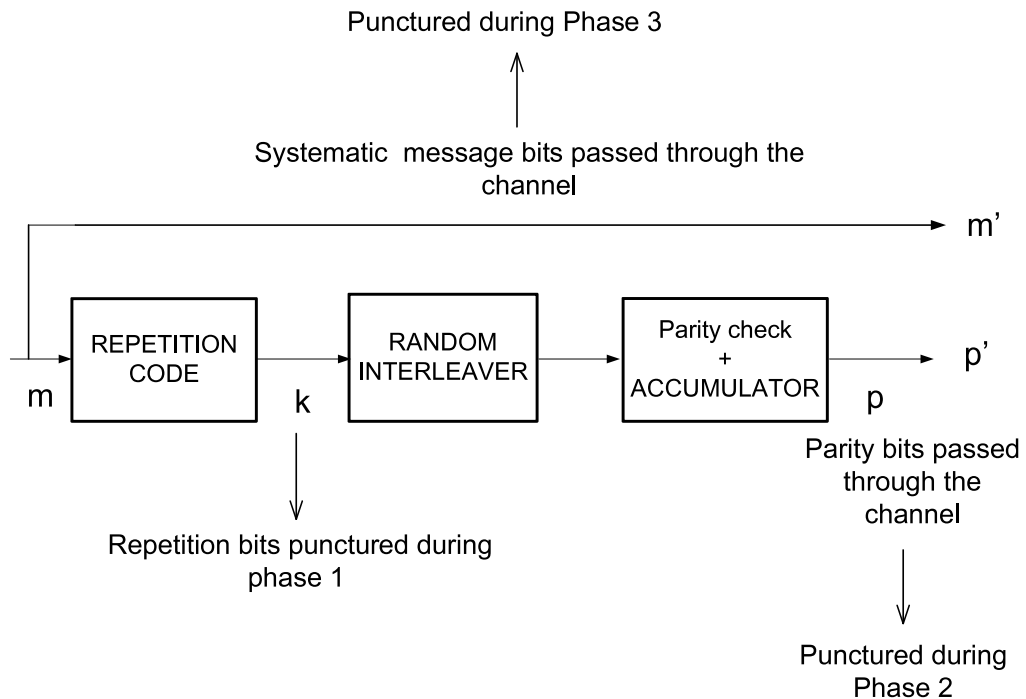 Punctured during Phase 3
Systematic message bits passed through the
channel
m'
REPETITION
CODE
RANDOM
INTERLEAVER
Parity check
+
ACCUMULATOR
m
k
p
p'
Parity bits passed
through the
channel
Repetition bits punctured during
phase 1
Punctured during
Phase 2